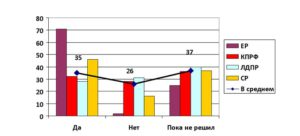 80
70
60
50
40
30
20
10
0
35
26
37
Да
Нет
Пока не решил
ЕР
КПРФ
ЛДПР
СР
В среднем